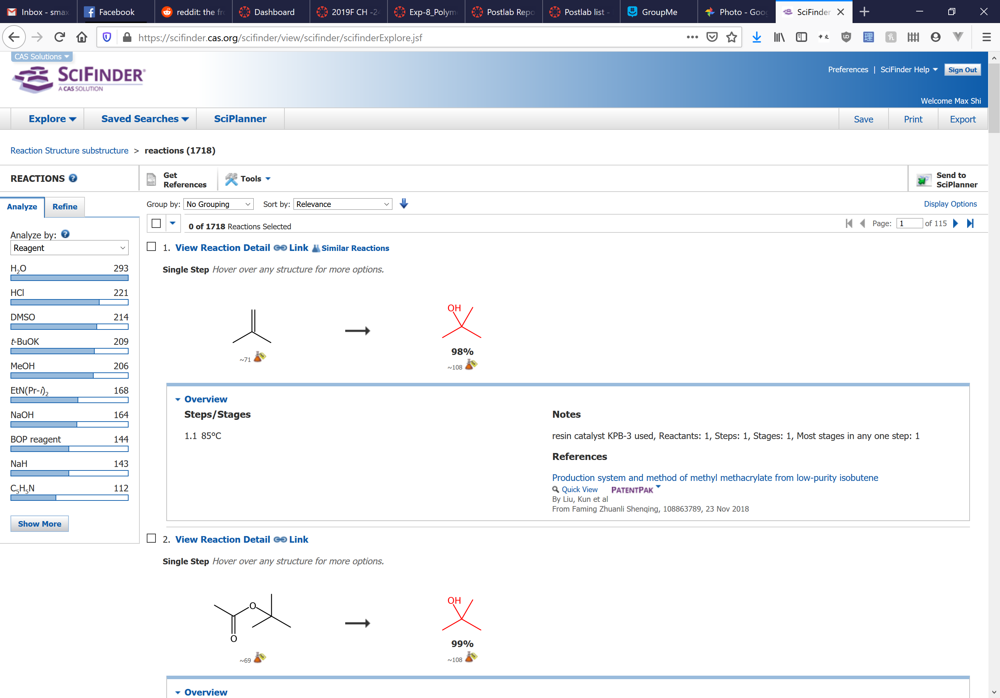 Inbox - smax
Facebook
reddit: the fr
Dashboard
2019F CH -24
Exp-8_Polym
Postlab Repo
Postlab list -
GroupMe
Photo - Goog
SciFinder
https://scifinder.cas.org/scifinder/view/scifinder/scifinderExplore.jsf
CAS Solutions
SCIFINDER®
A CAS SOLUTION
Preferences | SciFinder Help
Sign Out
Welcome Max Shi
Explore
Saved Searches
SciPlanner
Save
Print
Export
Reaction Structure substructure > reactions (1718)
REACTIONS
Get References
Tools
Send to SciPlanner
Analyze
Refine
Group by: No Grouping
Sort by: Relevance
Display Options
0 of 1718 Reactions Selected
Page: 1 of 115
Analyze by:
Reagent
H2O 293
HCl 221
DMSO 214
t-BuOK 209
MeOH 206
EtN(Pr-i)2 168
NaOH 164
BOP reagent 144
NaH 143
C5H5N 112
Show More
1. View Reaction Detail Link Similar Reactions
Single Step Hover over any structure for more options.
OH
98%
~71
~108
Overview
Steps/Stages
1.1 85°C
Notes
resin catalyst KPB-3 used, Reactants: 1, Steps: 1, Stages: 1, Most stages in any one step: 1
References
Production system and method of methyl methacrylate from low-purity isobutene
Quick View
PATENTPAK
By Liu, Kun et al
From Faming Zhuanli Shenqing, 108863789, 23 Nov 2018
2. View Reaction Detail Link
Single Step Hover over any structure for more options.
O
O
OH
99%
~69
~108
Overview